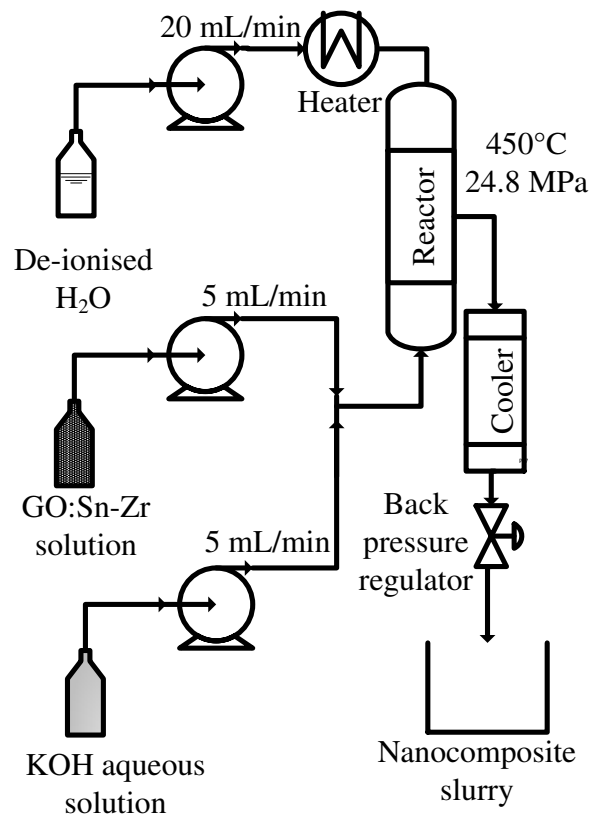 20 mL/min
Heater
450°C
24.8 MPa
Reactor
De-ionised
H₂O
5 mL/min
Cooler
GO:Sn-Zr
solution
Back
pressure
regulator
5 mL/min
KOH aqueous
solution
Nanocomposite
slurry